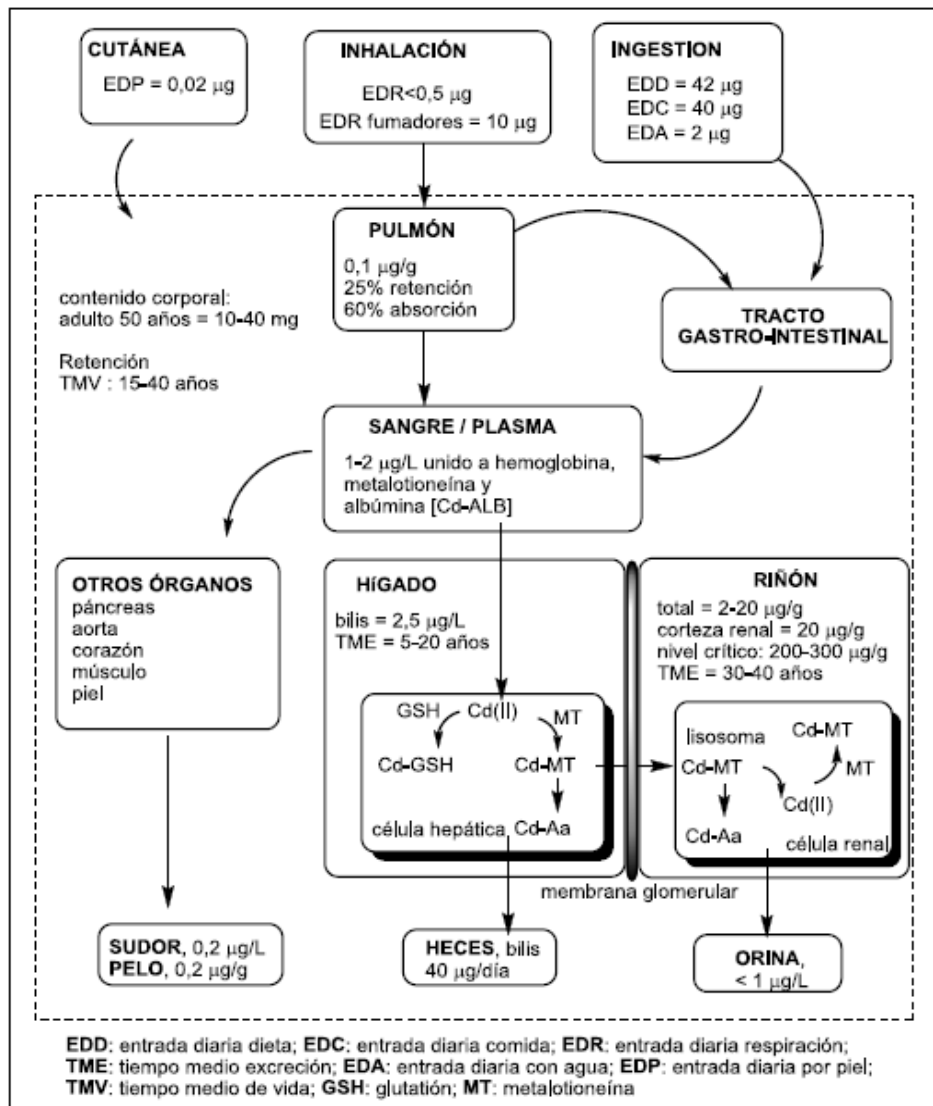 CUTÁNEA
EDP = 0,02 µg
INHALACIÓN
EDR<0,5 µg
EDR fumadores = 10 µg
INGESTION
EDD = 42 µg
EDC = 40 µg
EDA = 2 µg
PULMÓN
0,1 µg/g
25% retención
60% absorción
contenido corporal:
adulto 50 años = 10-40 mg
Retención
TMV : 15-40 años
TRACTO
GASTRO-INTESTINAL
SANGRE / PLASMA
1-2 µg/L unido a hemoglobina,
metalotioneína y
albúmina [Cd-ALB]
OTROS ÓRGANOS
páncreas
aorta
corazón
músculo
piel
HíGADO
bilis = 2,5 µg/L
TME = 5-20 años
GSH
Cd(II)
MT
Cd-GSH
Cd-MT
Cd-Aa
célula hepática
RIÑÓN
total = 2-20 µg/g
corteza renal = 20 µg/g
nivel crítico: 200-300 µg/g
TME = 30-40 años
lisosoma
Cd-MT
Cd-MT
MT
Cd(II)
Cd-Aa
célula renal
membrana glomerular
SUDOR, 0,2 µg/L
PELO, 0,2 µg/g
HECES, bilis
40 µg/día
ORINA,
< 1 µg/L
EDD: entrada diaria dieta; EDC: entrada diaria comida; EDR: entrada diaria respiración;
TME: tiempo medio excreción; EDA: entrada diaria con agua; EDP: entrada diaria por piel;
TMV: tiempo medio de vida; GSH: glutatión; MT: metalotioneína